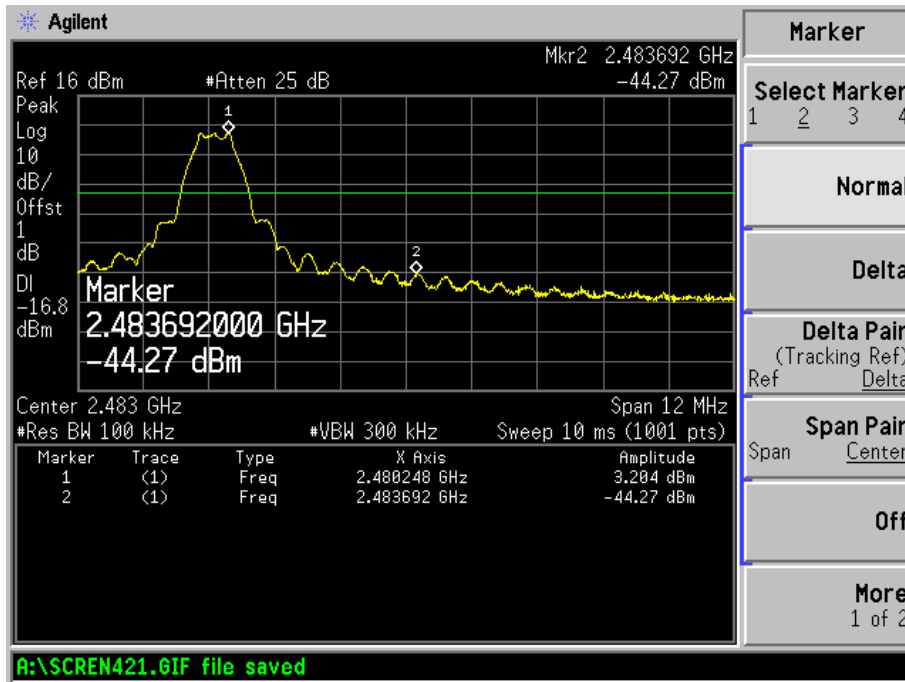 Agilent
Marker
Mkr2 2.483692 GHz
Ref 16 dBm #Atten 25 dB -44.27 dBm
Peak
Log
10
dB/
Offst
1
dB
DI
-16.8
dBm
1
2
Marker
2.483692000 GHz
-44.27 dBm
Center 2.483 GHz Span 12 MHz
#Res BW 100 kHz #VBW 300 kHz Sweep 10 ms (1001 pts)
Marker Trace Type X Axis Amplitude
1 (1) Freq 2.480248 GHz 3.204 dBm
2 (1) Freq 2.483692 GHz -44.27 dBm
Select Marker
1 2 3 4
Normal
Delta
Delta Pair
(Tracking Ref)
Ref Delta
Span Pair
Span Center
Off
More
1 of 2
A:\SCREN421.GIF file saved